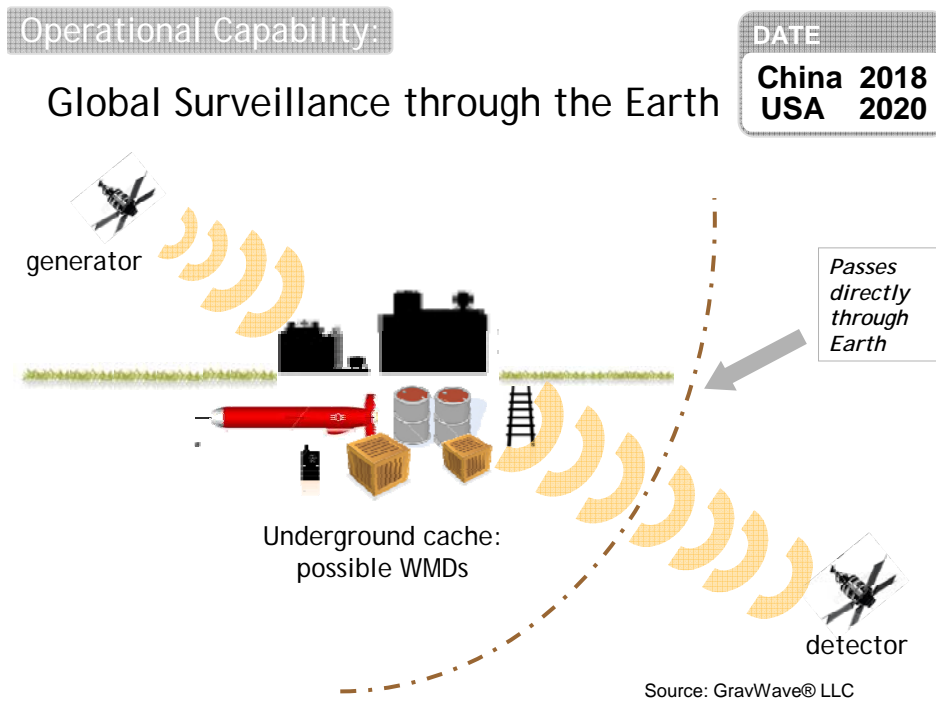 Operational Capability:
DATE
China 2018
USA 2020
Global Surveillance through the Earth
generator
Passes
directly
through
Earth
Underground cache:
possible WMDs
detector
Source: GravWave® LLC